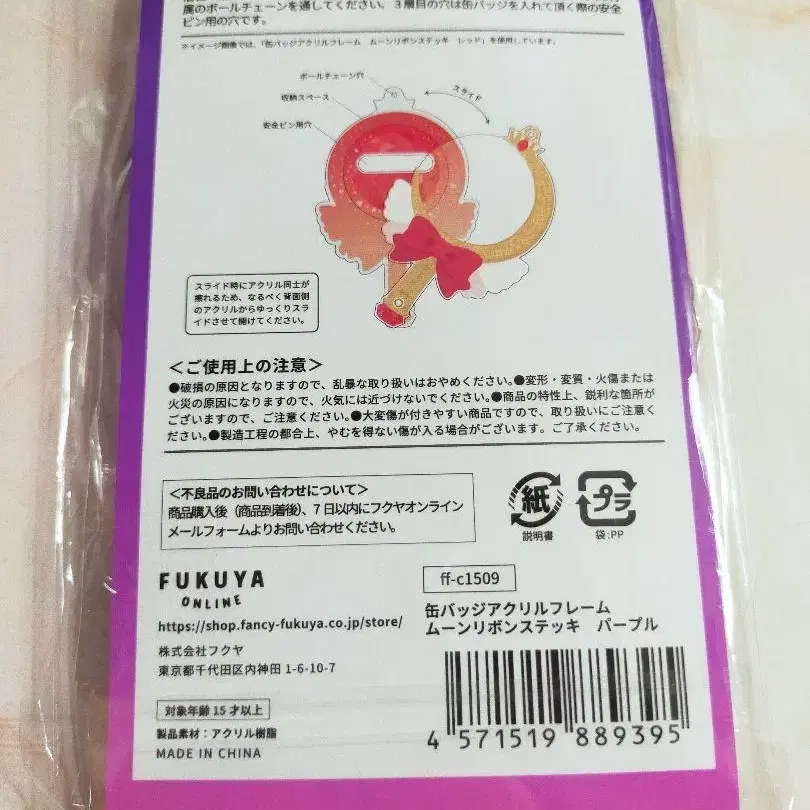 属のボールチェーンを通してください。3層目の穴は缶バッジを入れて頂く際の安全
ピン用の穴です。
※イメージ画像では、「缶バッジアクリルフレーム ムーンリボンステッキ レッド」を使用しています。
ボールチェーン穴
収納スペース
安全ピン用穴
スライド
スライド時にアクリル同士が
擦れるため、なるべく背面側
のアクリルからゆっくりスラ
イドさせて開けてください。
＜ご使用上の注意＞
●破損の原因となりますので、乱暴な取り扱いはおやめください。●変形・変質・火傷または
火災の原因になりますので、火気には近づけないでください。●商品の特性上、鋭利な箇所が
ございますので、ご注意ください。●大変傷が付きやすい商品ですので、取り扱いにご注意く
ださい。●製造工程の都合上、やむを得ない傷が入る場合がございます。ご了承ください。
＜不良品のお問い合わせについて＞
商品購入後（商品到着後）、7日以内にフクヤオンライン
メールフォームよりお問い合わせください。
紙
説明書
プラ
袋:PP
FUKUYA
ONLINE
https://shop.fancy-fukuya.co.jp/store/
株式会社フクヤ
東京都千代田区内神田 1-6-10-7
対象年齢 15 才以上
製品素材：アクリル樹脂
MADE IN CHINA
ff-c1509
缶バッジアクリルフレーム
ムーンリボンステッキ パープル
4 571519 889395